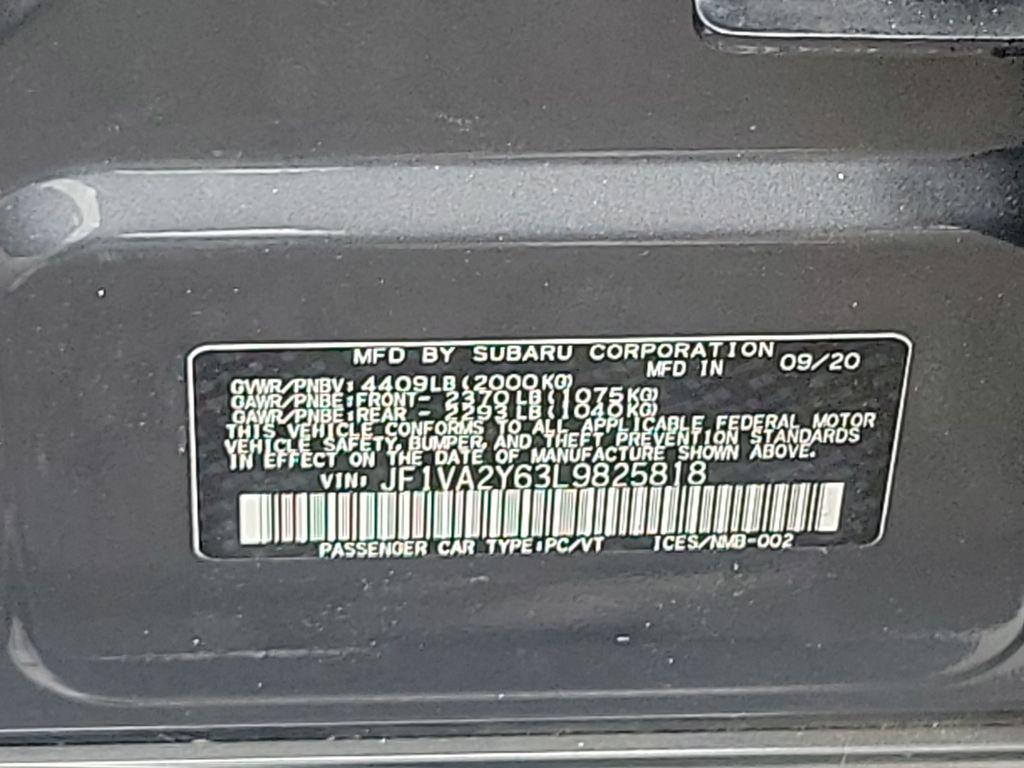 MFD BY SUBARU CORPORATION
MFD IN 09/20
GVWR/PNBV: 4409LB(2000KG)
GAWR/PNBE:FRONT- 2370LB(1075KG)
GAWR/PNBE:REAR - 2293LB(1040KG)
THIS VEHICLE CONFORMS TO ALL APPLICABLE FEDERAL MOTOR
VEHICLE SAFETY, BUMPER, AND THEFT PREVENTION STANDARDS
IN EFFECT ON THE DATE OF MANUFACTURE SHOWN ABOVE.
VIN: JF1VA2Y63L9825818
PASSENGER CAR TYPE:PC/VT ICES/NMB-002